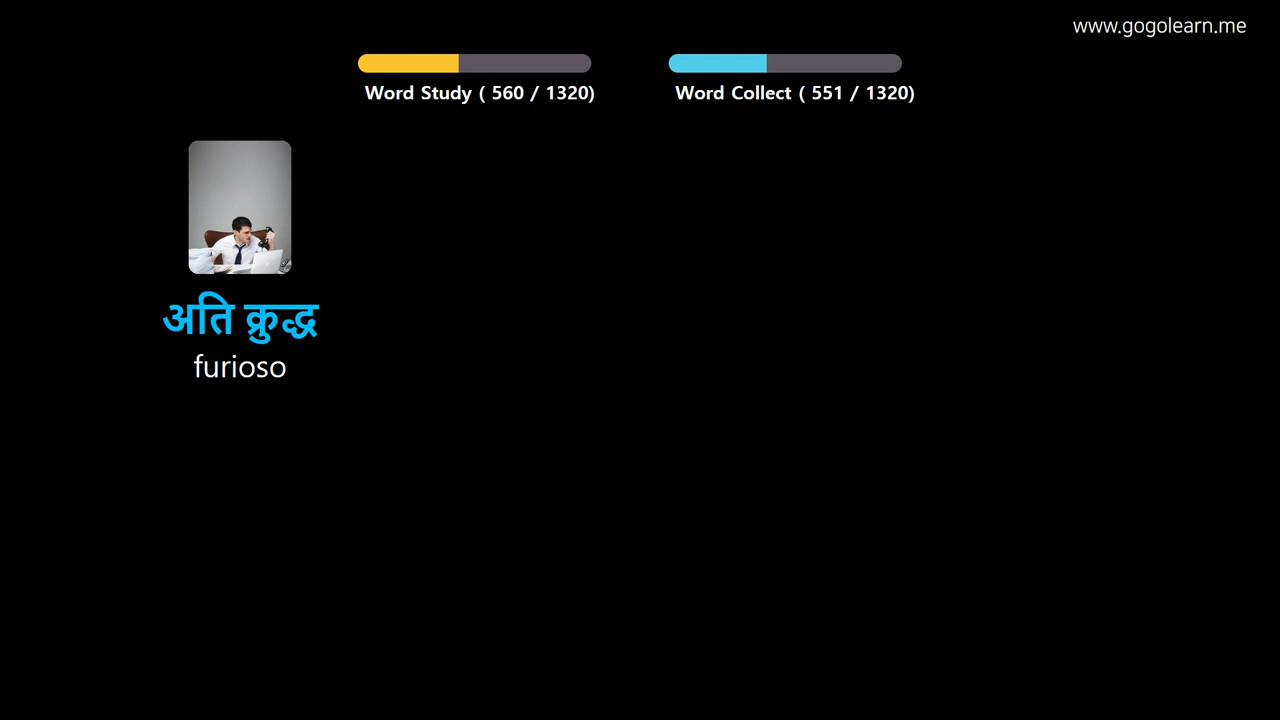 www.gogolearn.me
Word Study ( 560 / 1320)
Word Collect ( 551 / 1320)
अति क्रुद्ध
furioso